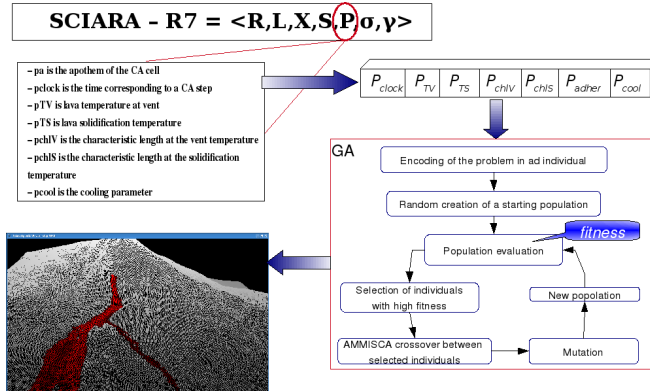 SCIARA – R7 = <R,L,X,S,P,σ,γ>
– pa is the apothem of the CA cell
– pclock is the time corresponding to a CA step
– pTV is lava temperature at vent
– pTS is lava solidification temperature
– pchlV is the characteristic length at the vent temperature
– pchlS is the characteristic length at the solidification
temperature
– pcool is the cooling parameter
Pclock PTV PTS PchlV PchlS Padher Pcool
GA
Encoding of the problem in ad individual
Random creation of a starting population
fitness
Population evaluation
Selection of individuals
with high fitness
New popolation
AMMISCA crossover between
selected individuals
Mutation